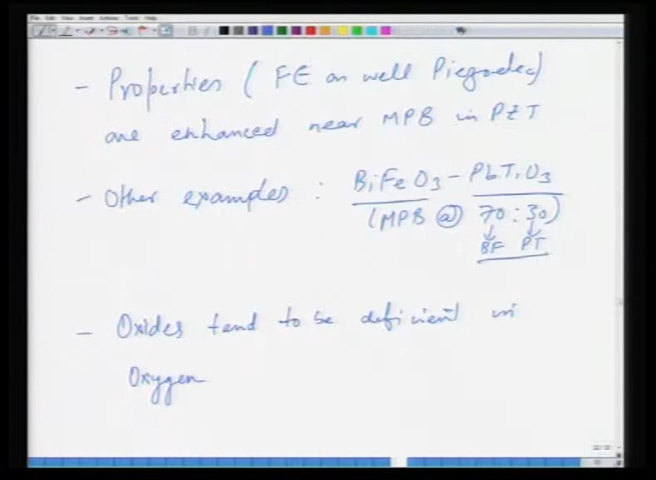 - Properties ( FE as well Piezoelec)
are enhanced near MPB in PZT
- Other examples : BiFeO3 - PbTiO3
(MPB @ 70 : 30)
BF PT
- Oxides tend to be deficient in
Oxygen